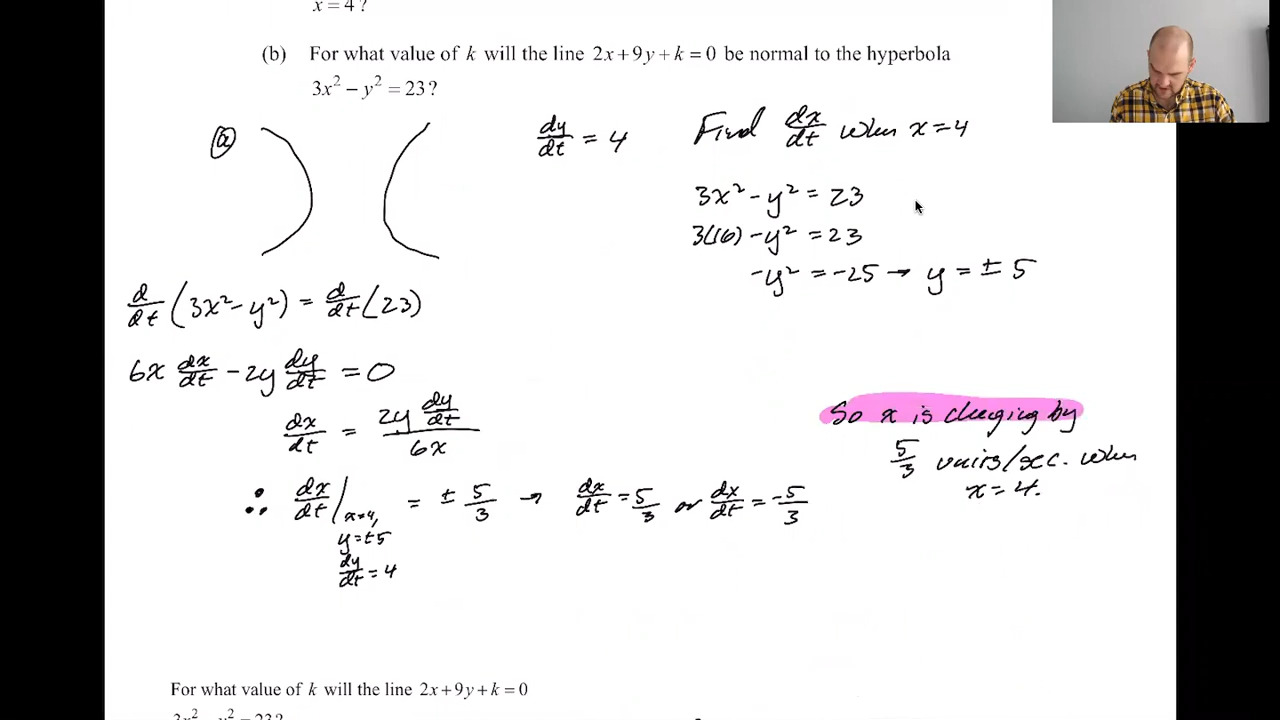 x = 4?
(b) For what value of k will the line 2x + 9y + k = 0 be normal to the hyperbola
3x² − y² = 23?
(a)
dy/dt = 4
Find dx/dt when x = 4
3x² − y² = 23
3(16) − y² = 23
−y² = −25 → y = ± 5
d/dt (3x² − y²) = d/dt (23)
6x dx/dt − 2y dy/dt = 0
dx/dt = 2y dy/dt / 6x
∴ dx/dt | x=4, y=±5 dy/dt = 4 = ± 5/3 → dx/dt = 5/3 or dx/dt = −5/3
So x is changing by
5/3 units/sec. when
x = 4.
For what value of k will the line 2x + 9y + k = 0
3x² − y² = 23?